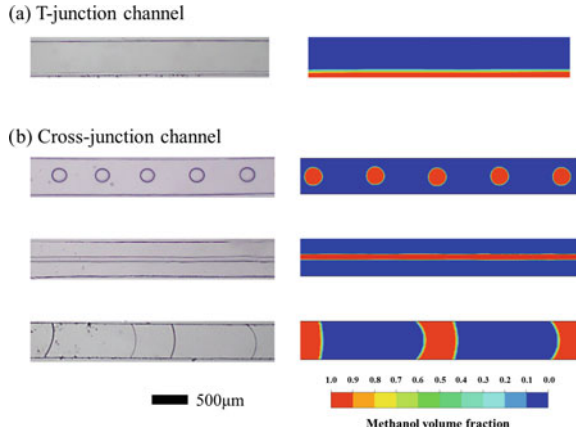 (a) T-junction channel
(b) Cross-junction channel
500μm
1.0 0.9 0.8 0.7 0.6 0.5 0.4 0.3 0.2 0.1 0.0
Methanol volume fraction